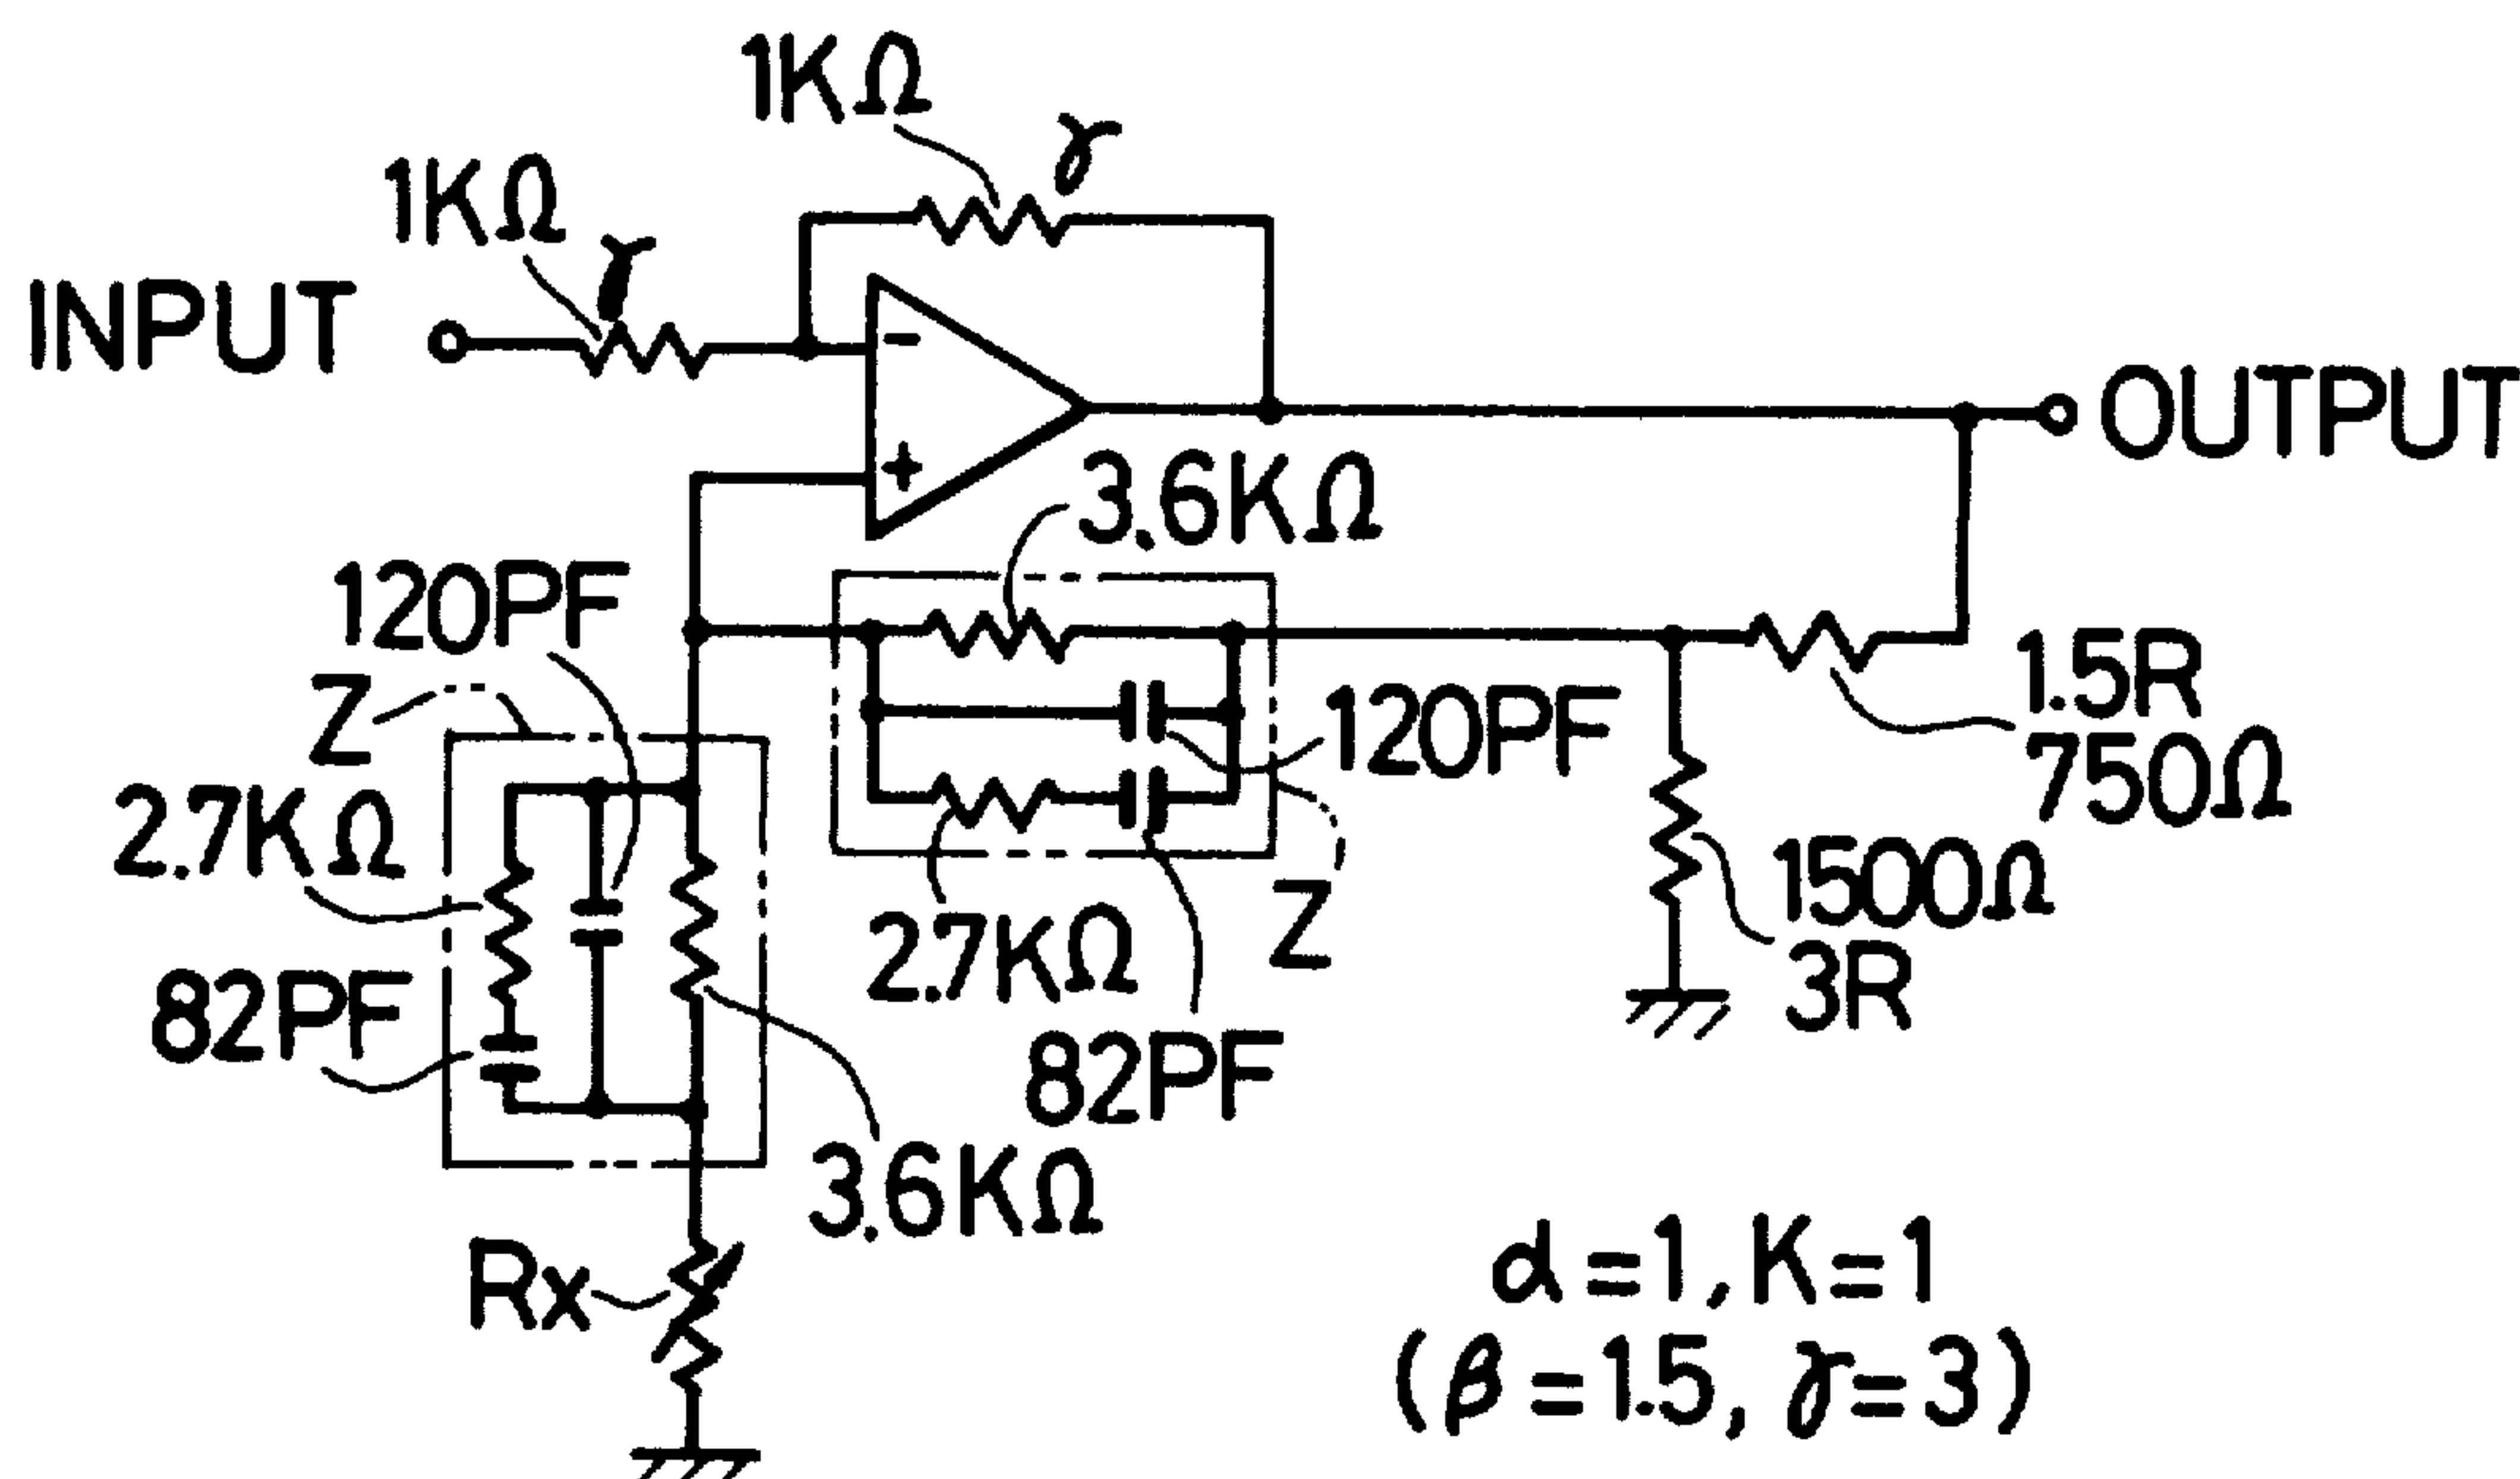 1KΩ
γ
1KΩ
γ
INPUT
-
OUTPUT
+
3.6KΩ
120PF
1.5R
Z
120PF
750Ω
2.7KΩ
1500Ω
Z
2.7KΩ
3R
82PF
82PF
3.6KΩ
Rx
α=1,K=1
(β=1.5,γ=3)